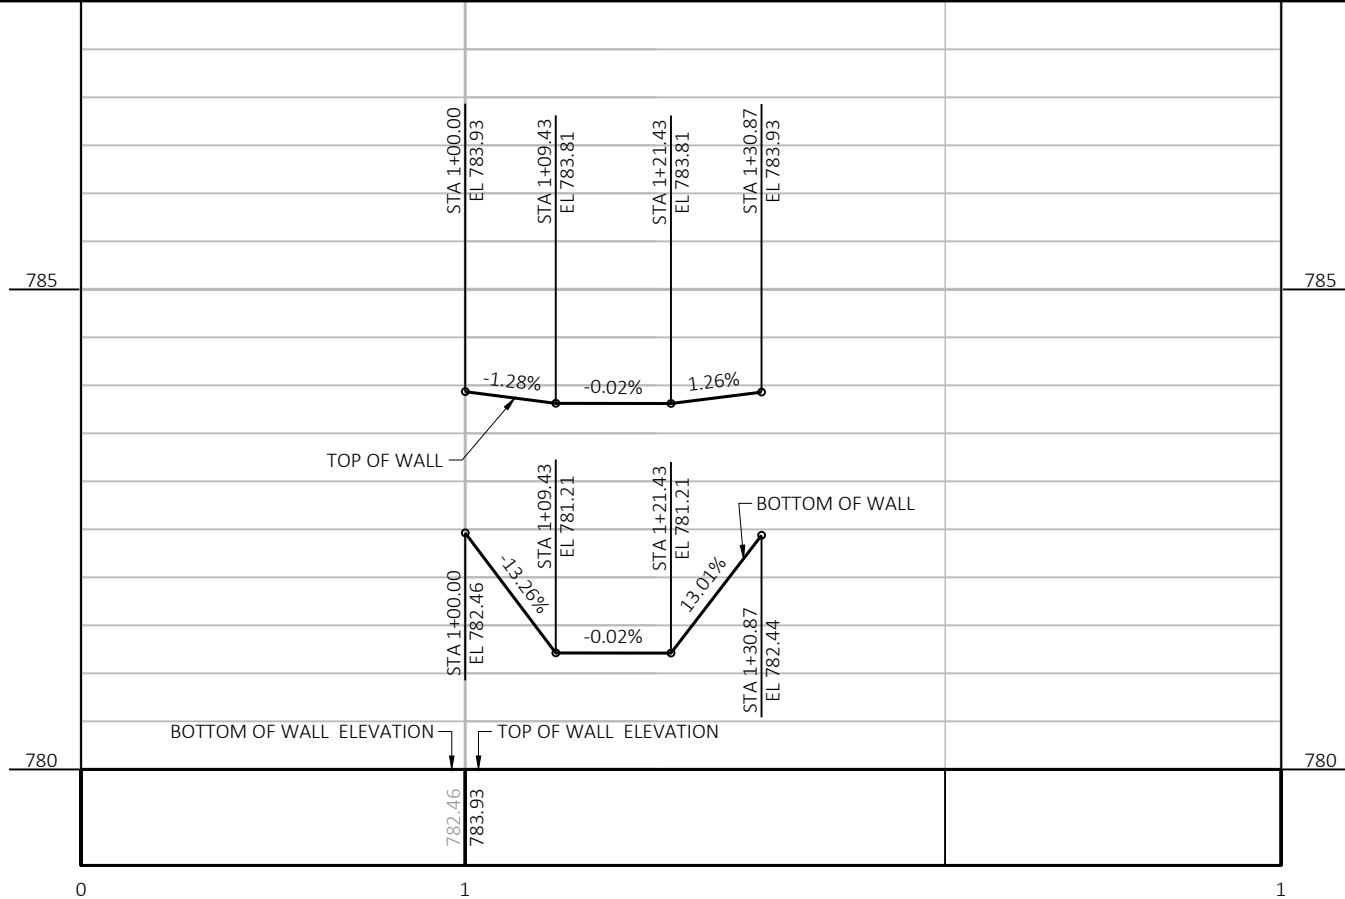 STA 1+00.00
EL 783.93
STA 1+09.43
EL 783.81
STA 1+21.43
EL 783.81
STA 1+30.87
EL 783.93
785
785
-1.28%
-0.02%
1.26%
TOP OF WALL
STA 1+09.43
EL 781.21
STA 1+21.43
EL 781.21
BOTTOM OF WALL
-13.26%
13.01%
STA 1+00.00
EL 782.46
-0.02%
STA 1+30.87
EL 782.44
BOTTOM OF WALL ELEVATION
TOP OF WALL ELEVATION
780
780
782.46
783.93
0
1
1